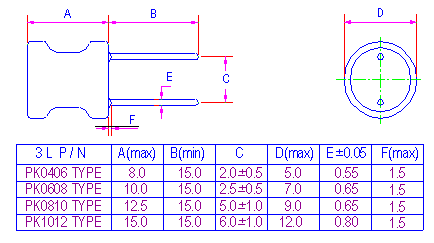 A
B
D
E
C
F
3 L P / N A(max) B(min) C D(max) E±0.05 F(max)
PK0406 TYPE 8.0 15.0 2.0±0.5 5.0 0.55 1.5
PK0608 TYPE 10.0 15.0 2.5±0.5 7.0 0.65 1.5
PK0810 TYPE 12.5 15.0 5.0±1.0 9.0 0.65 1.5
PK1012 TYPE 15.0 15.0 6.0±1.0 12.0 0.80 1.5